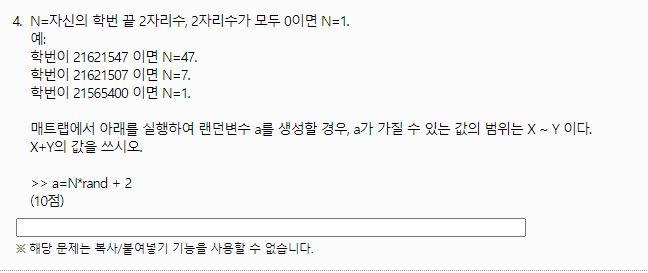 4. N=자신의 학번 끝 2자리수, 2자리수가 모두 0이면 N=1.
예:
학번이 21621547 이면 N=47.
학번이 21621507 이면 N=7.
학번이 21565400 이면 N=1.
매트랩에서 아래를 실행하여 랜던변수 a를 생성할 경우, a가 가질 수 있는 값의 범위는 X ~ Y 이다.
X+Y의 값을 쓰시오.
>> a=N*rand + 2
(10점)
※ 해당 문제는 복사/붙여넣기 기능을 사용할 수 없습니다.